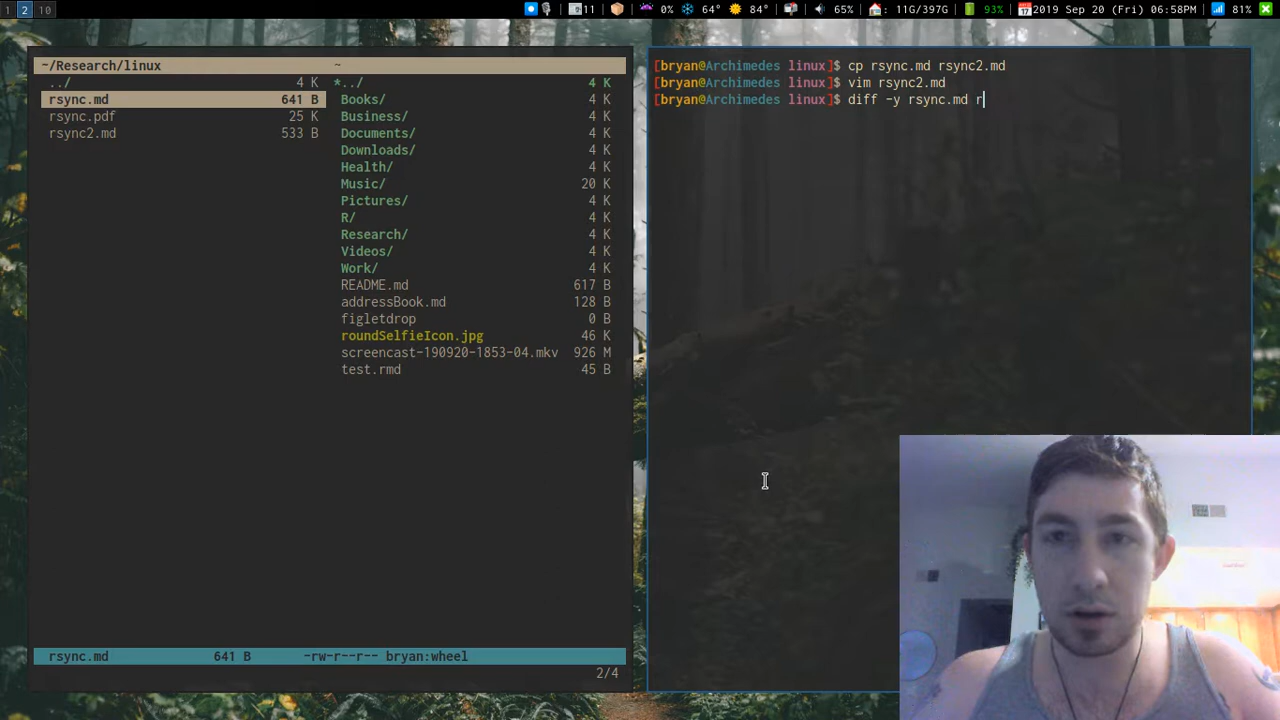 1 2 10 11 0% 64° 84° 65% : 11G/397G 93% 2019 Sep 20 (Fri) 06:58PM 81%
~/Research/linux ~
../ 4 K *../ 4 K
rsync.md 641 B Books/ 4 K
rsync.pdf 25 K Business/ 4 K
rsync2.md 533 B Documents/ 4 K
Downloads/ 4 K
Health/ 4 K
Music/ 20 K
Pictures/ 4 K
R/ 4 K
Research/ 4 K
Videos/ 4 K
Work/ 4 K
README.md 617 B
addressBook.md 128 B
figletdrop 0 B
roundSelfieIcon.jpg 46 K
screencast-190920-1853-04.mkv 926 M
test.rmd 45 B
rsync.md 641 B -rw-r--r-- bryan:wheel
2/4
[bryan@Archimedes linux]$ cp rsync.md rsync2.md
[bryan@Archimedes linux]$ vim rsync2.md
[bryan@Archimedes linux]$ diff -y rsync.md r